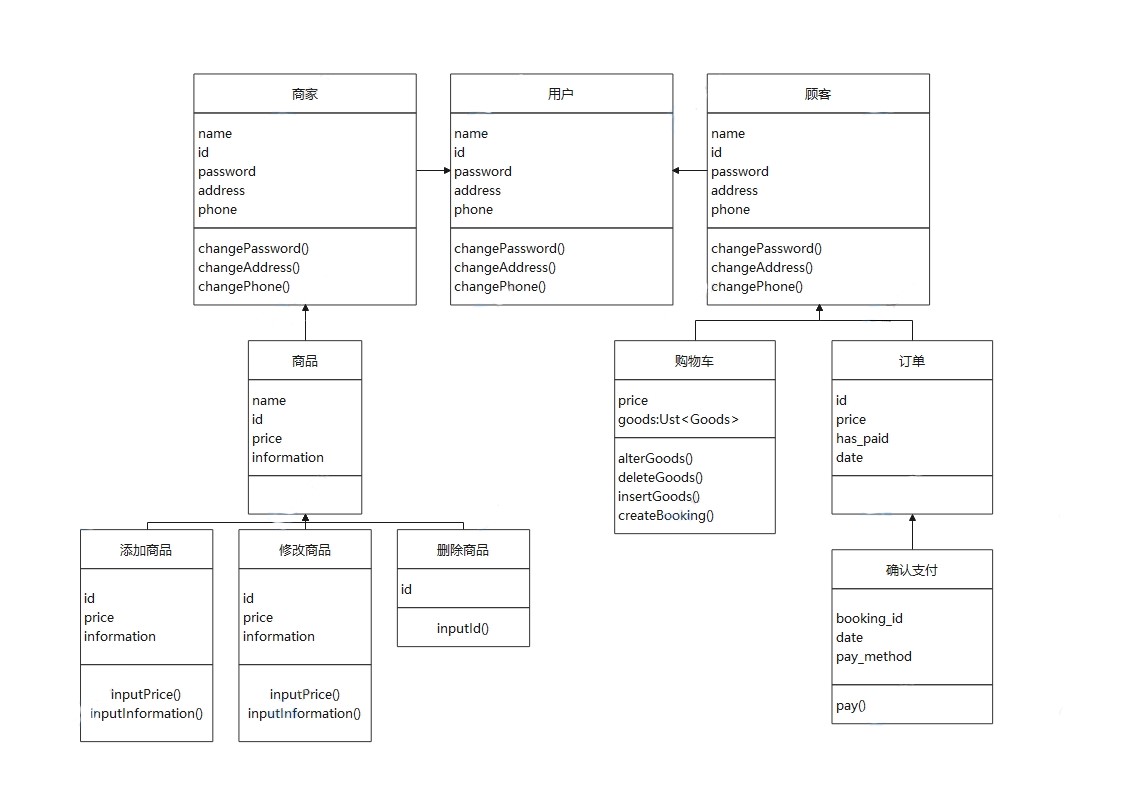 商家
name
id
password
address
phone
changePassword()
changeAddress()
changePhone()
用户
name
id
password
address
phone
changePassword()
changeAddress()
changePhone()
顾客
name
id
password
address
phone
changePassword()
changeAddress()
changePhone()
商品
name
id
price
information
购物车
price
goods:Ust<Goods>
alterGoods()
deleteGoods()
insertGoods()
createBooking()
订单
id
price
has_paid
date
添加商品
id
price
information
inputPrice()
inputInformation()
修改商品
id
price
information
inputPrice()
inputInformation()
删除商品
id
inputId()
确认支付
booking_id
date
pay_method
pay()